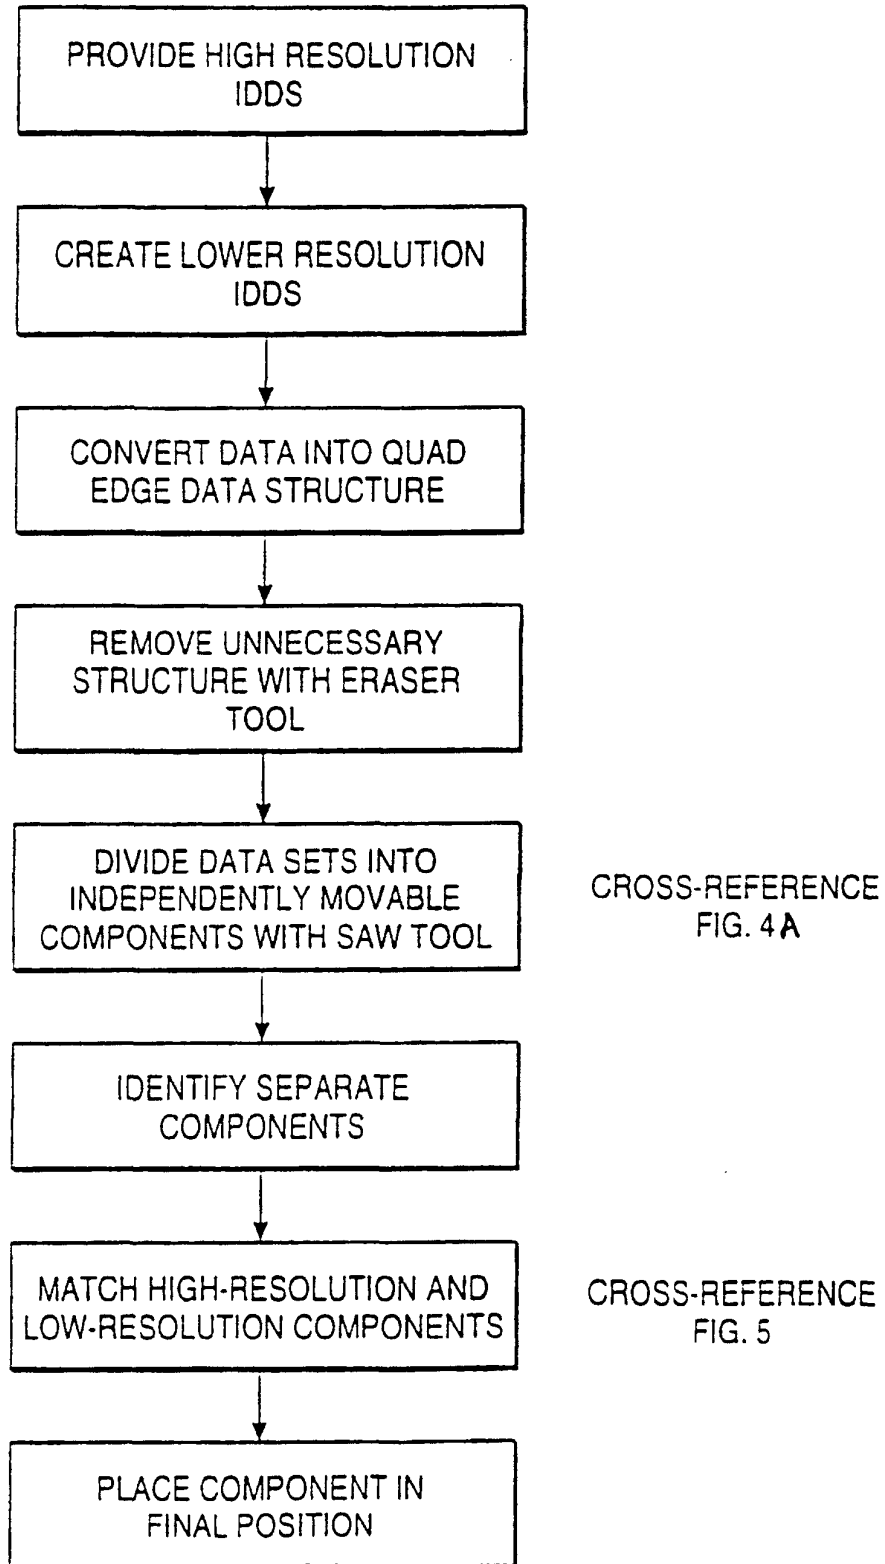 PROVIDE HIGH RESOLUTION
IDDS
CREATE LOWER RESOLUTION
IDDS
CONVERT DATA INTO QUAD
EDGE DATA STRUCTURE
REMOVE UNNECESSARY
STRUCTURE WITH ERASER
TOOL
DIVIDE DATA SETS INTO
INDEPENDENTLY MOVABLE
COMPONENTS WITH SAW TOOL
CROSS-REFERENCE
FIG. 4A
IDENTIFY SEPARATE
COMPONENTS
MATCH HIGH-RESOLUTION AND
LOW-RESOLUTION COMPONENTS
CROSS-REFERENCE
FIG. 5
PLACE COMPONENT IN
FINAL POSITION